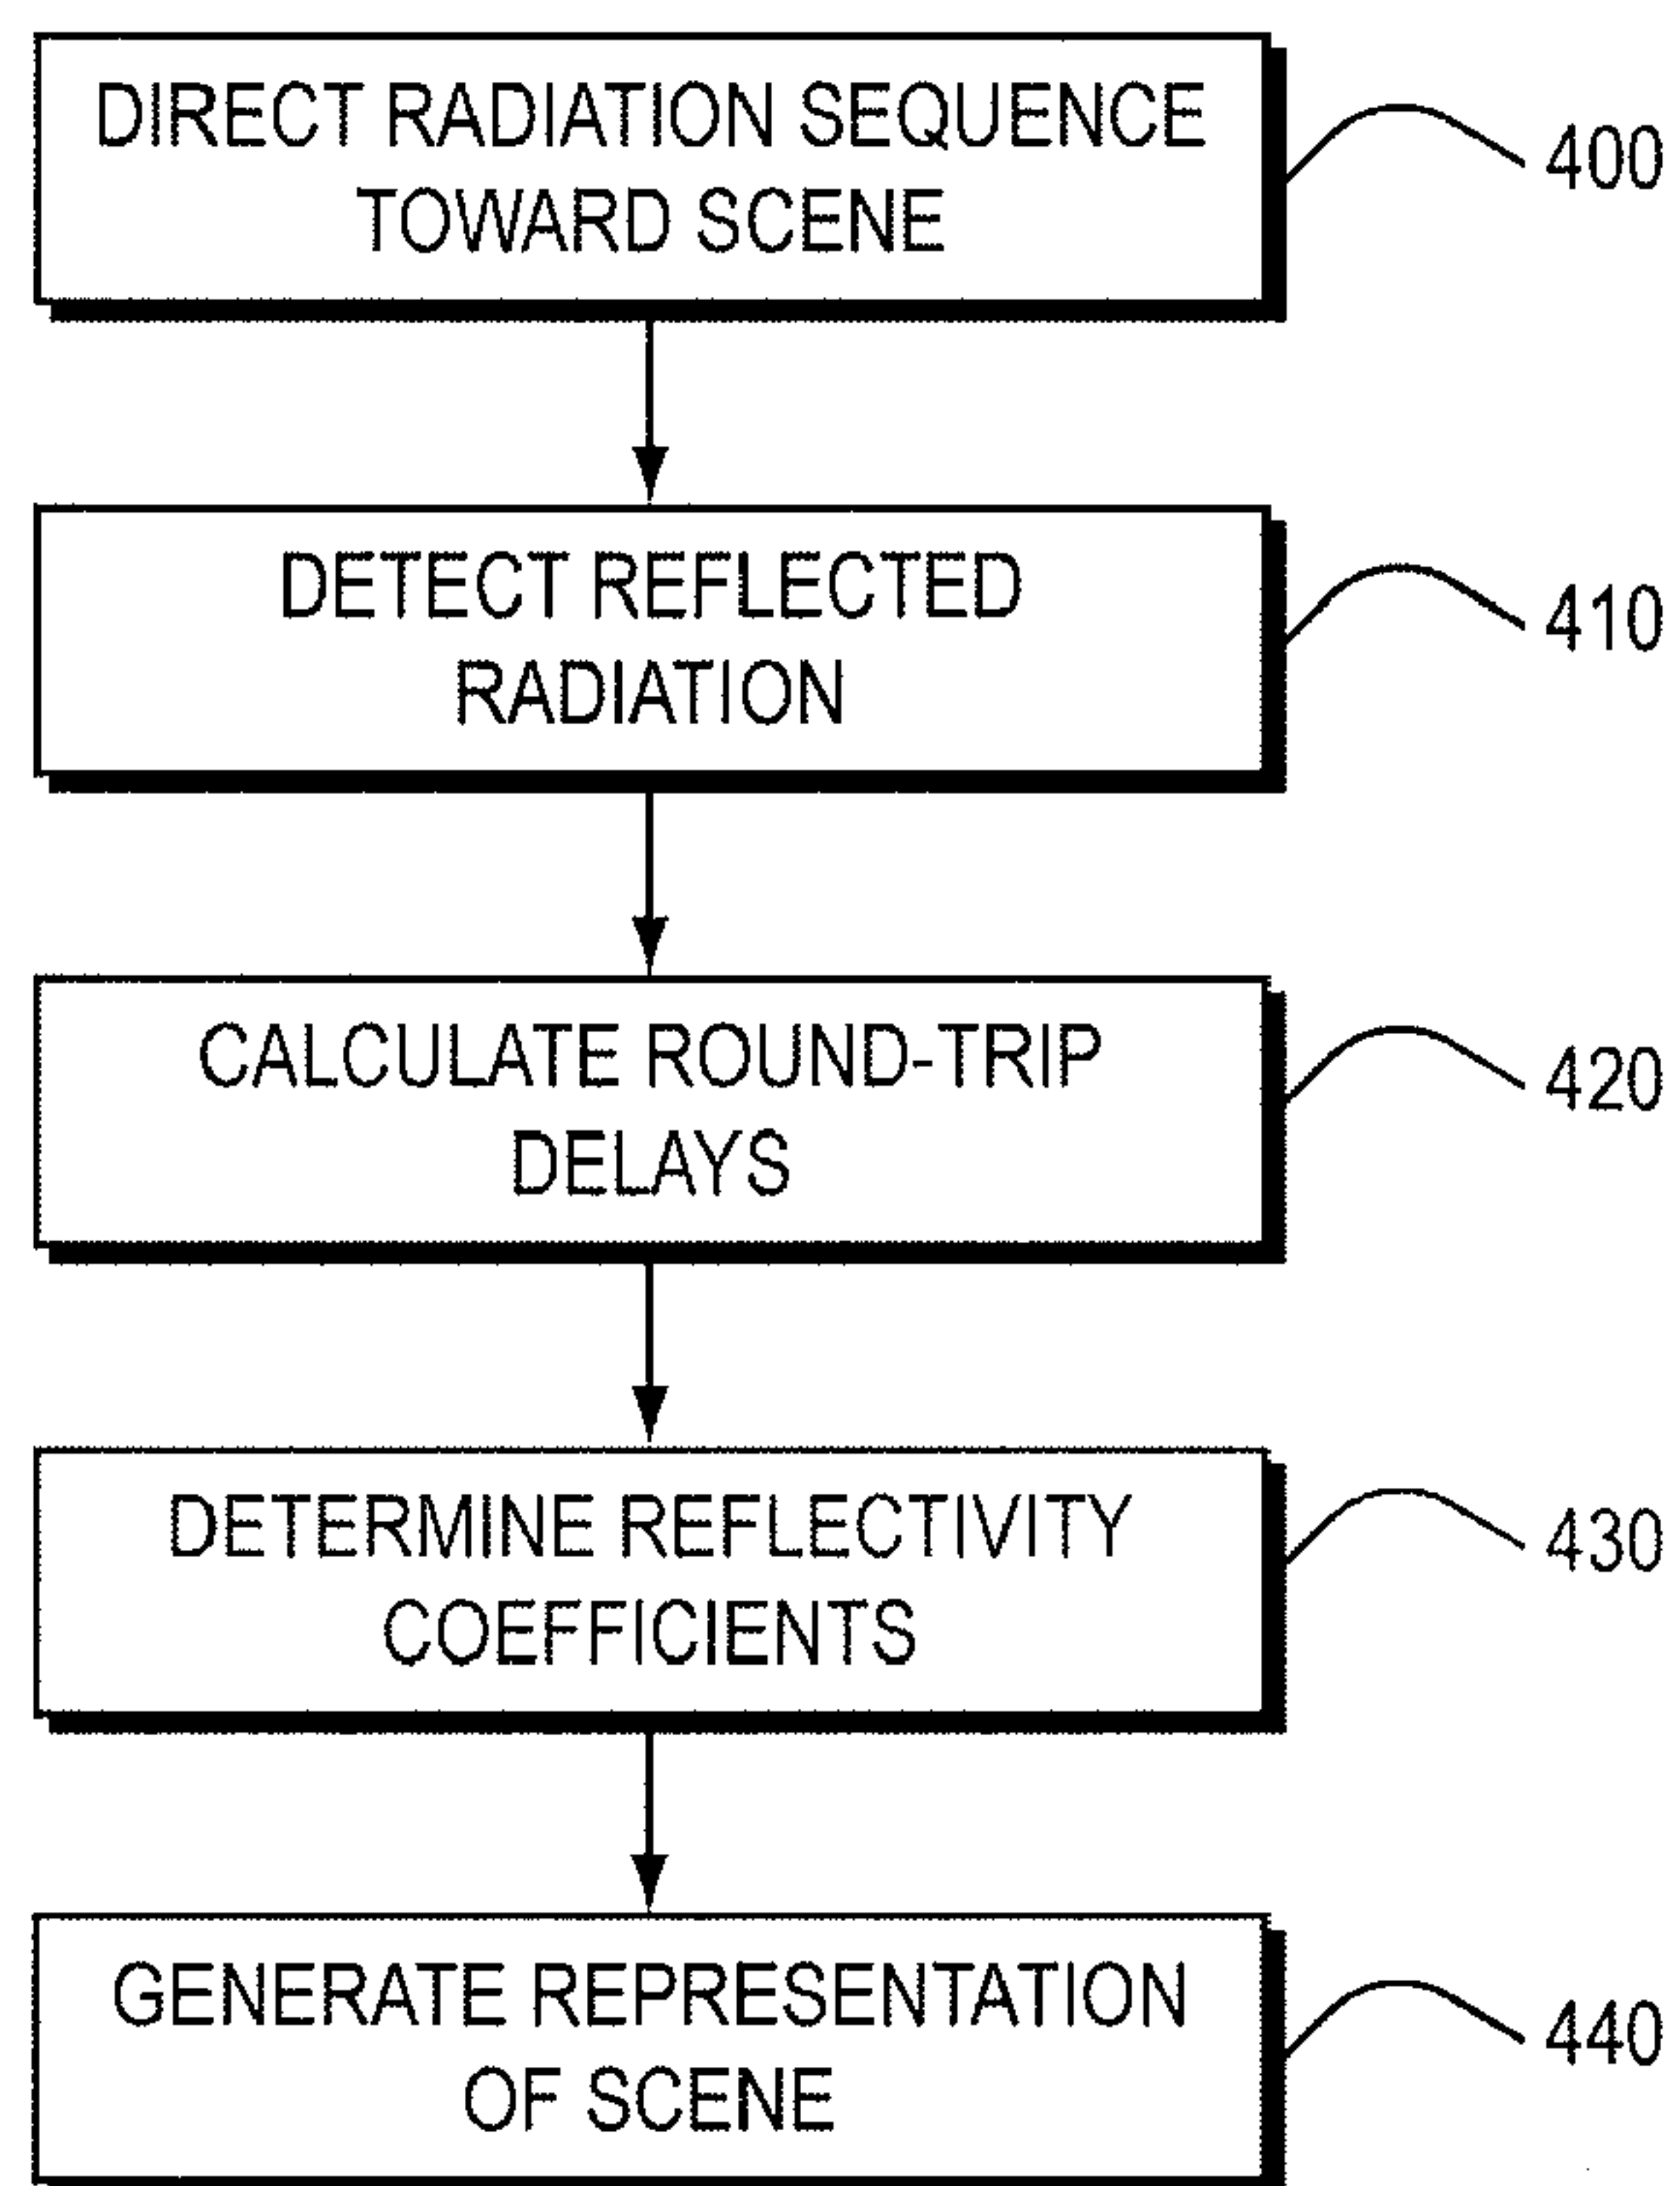 DIRECT RADIATION SEQUENCE
TOWARD SCENE
400
DETECT REFLECTED
RADIATION
410
CALCULATE ROUND-TRIP
DELAYS
420
DETERMINE REFLECTIVITY
COEFFICIENTS
430
GENERATE REPRESENTATION
OF SCENE
440